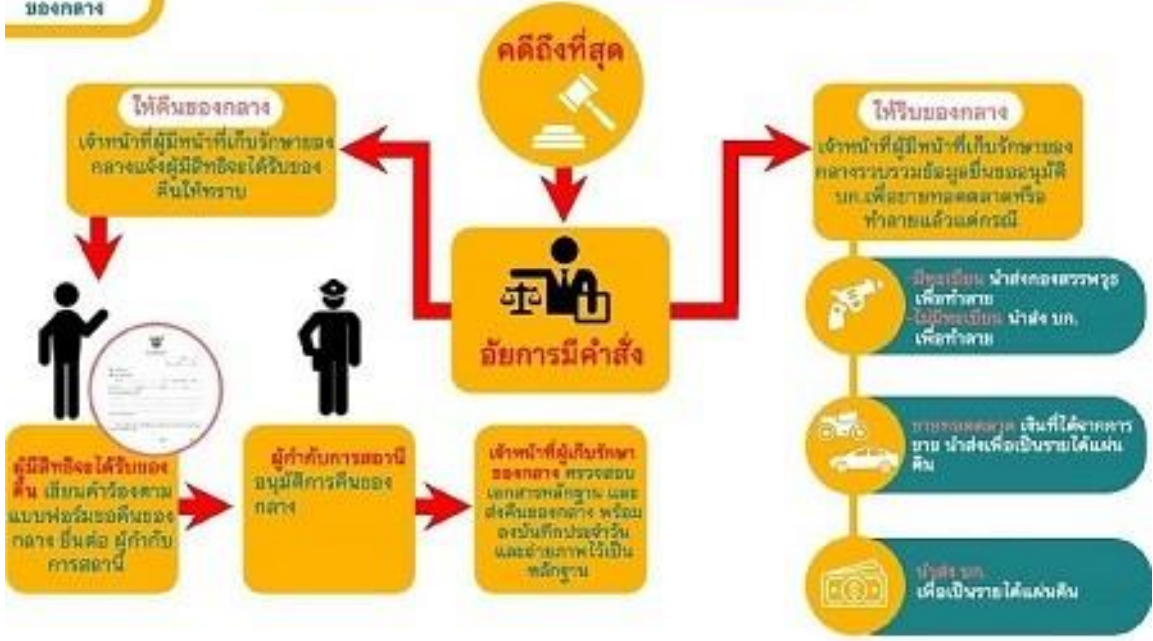 ของกลาง
คดีถึงที่สุด
ให้คืนของกลาง
เจ้าหน้าที่ผู้มีหน้าที่เก็บรักษาของ
กลางแจ้งผู้มีสิทธิจะได้รับของ
คืนให้ทราบ
อัยการมีคำสั่ง
ให้ริบของกลาง
เจ้าหน้าที่ผู้มีหน้าที่เก็บรักษาของ
กลางรวบรวมข้อมูลยื่นขออนุมัติ
บก.เพื่อขายทอดตลาดหรือ
ทำลายแล้วแต่กรณี
-มีทะเบียน นำส่งกองสรรพาวุธ
เพื่อทำลาย
-ไม่มีทะเบียน นำส่ง บก.
เพื่อทำลาย
ขายทอดตลาด เงินที่ได้จากการ
ขาย นำส่งเพื่อเป็นรายได้แผ่น
ดิน
นำส่ง บก.
เพื่อเป็นรายได้แผ่นดิน
ผู้มีสิทธิจะได้รับของ
คืน เขียนคำร้องตาม
แบบฟอร์มขอคืนของ
กลาง ยื่นต่อ ผู้กำกับ
การสถานี
ผู้กำกับการสถานี
อนุมัติการคืนของ
กลาง
เจ้าหน้าที่ผู้เก็บรักษา
ของกลาง ตรวจสอบ
เอกสารหลักฐาน และ
ส่งคืนของกลาง พร้อม
ลงบันทึกประจำวัน
และถ่ายภาพไว้เป็น
หลักฐาน